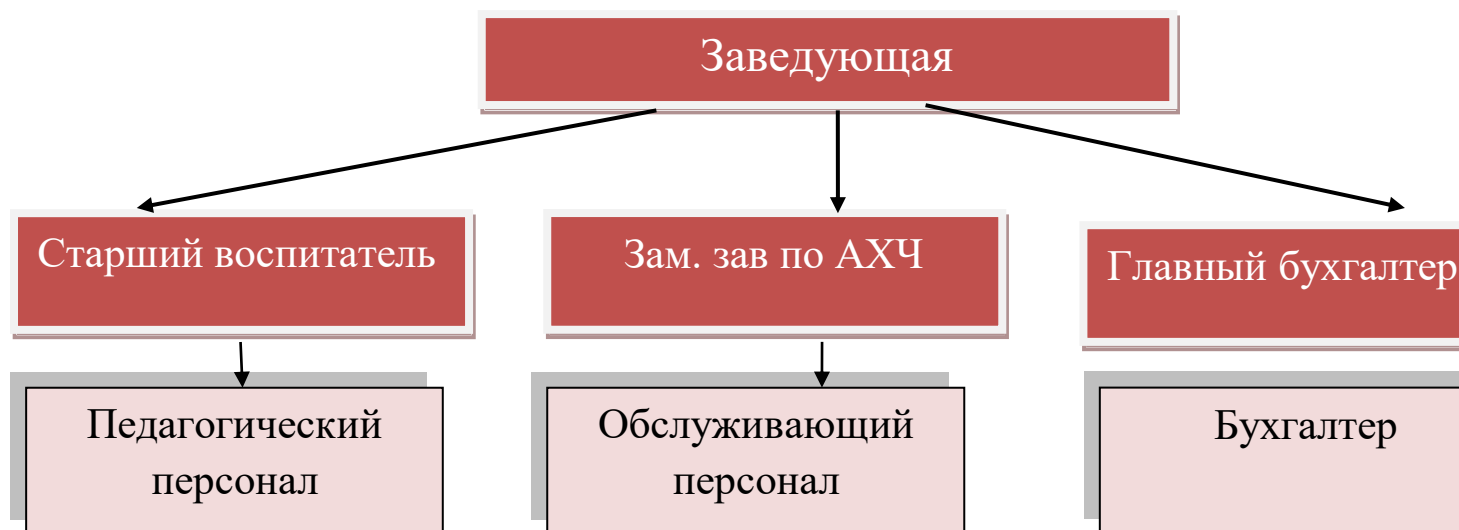 Заведующая
Старший воспитатель
Зам. зав по АХЧ
Главный бухгалтер
Педагогический
персонал
Обслуживающий
персонал
Бухгалтер